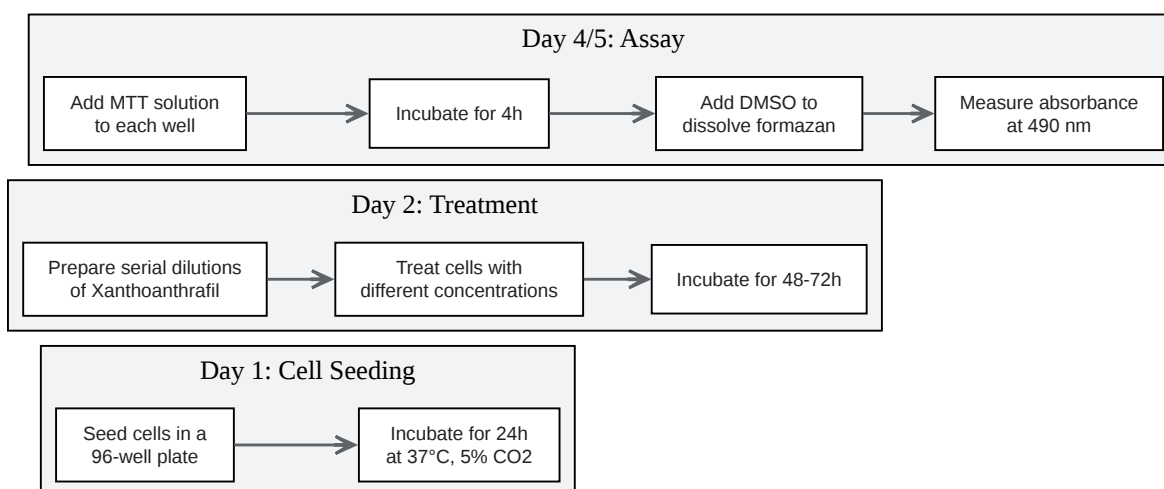 Day 4/5: Assay
Add MTT solution
to each well
Incubate for 4h
Add DMSO to
dissolve formazan
Measure absorbance
at 490 nm
Day 2: Treatment
Prepare serial dilutions
of Xanthoanthrafil
Treat cells with
different concentrations
Incubate for 48-72h
Day 1: Cell Seeding
Seed cells in a
96-well plate
Incubate for 24h
at 37°C, 5% CO2